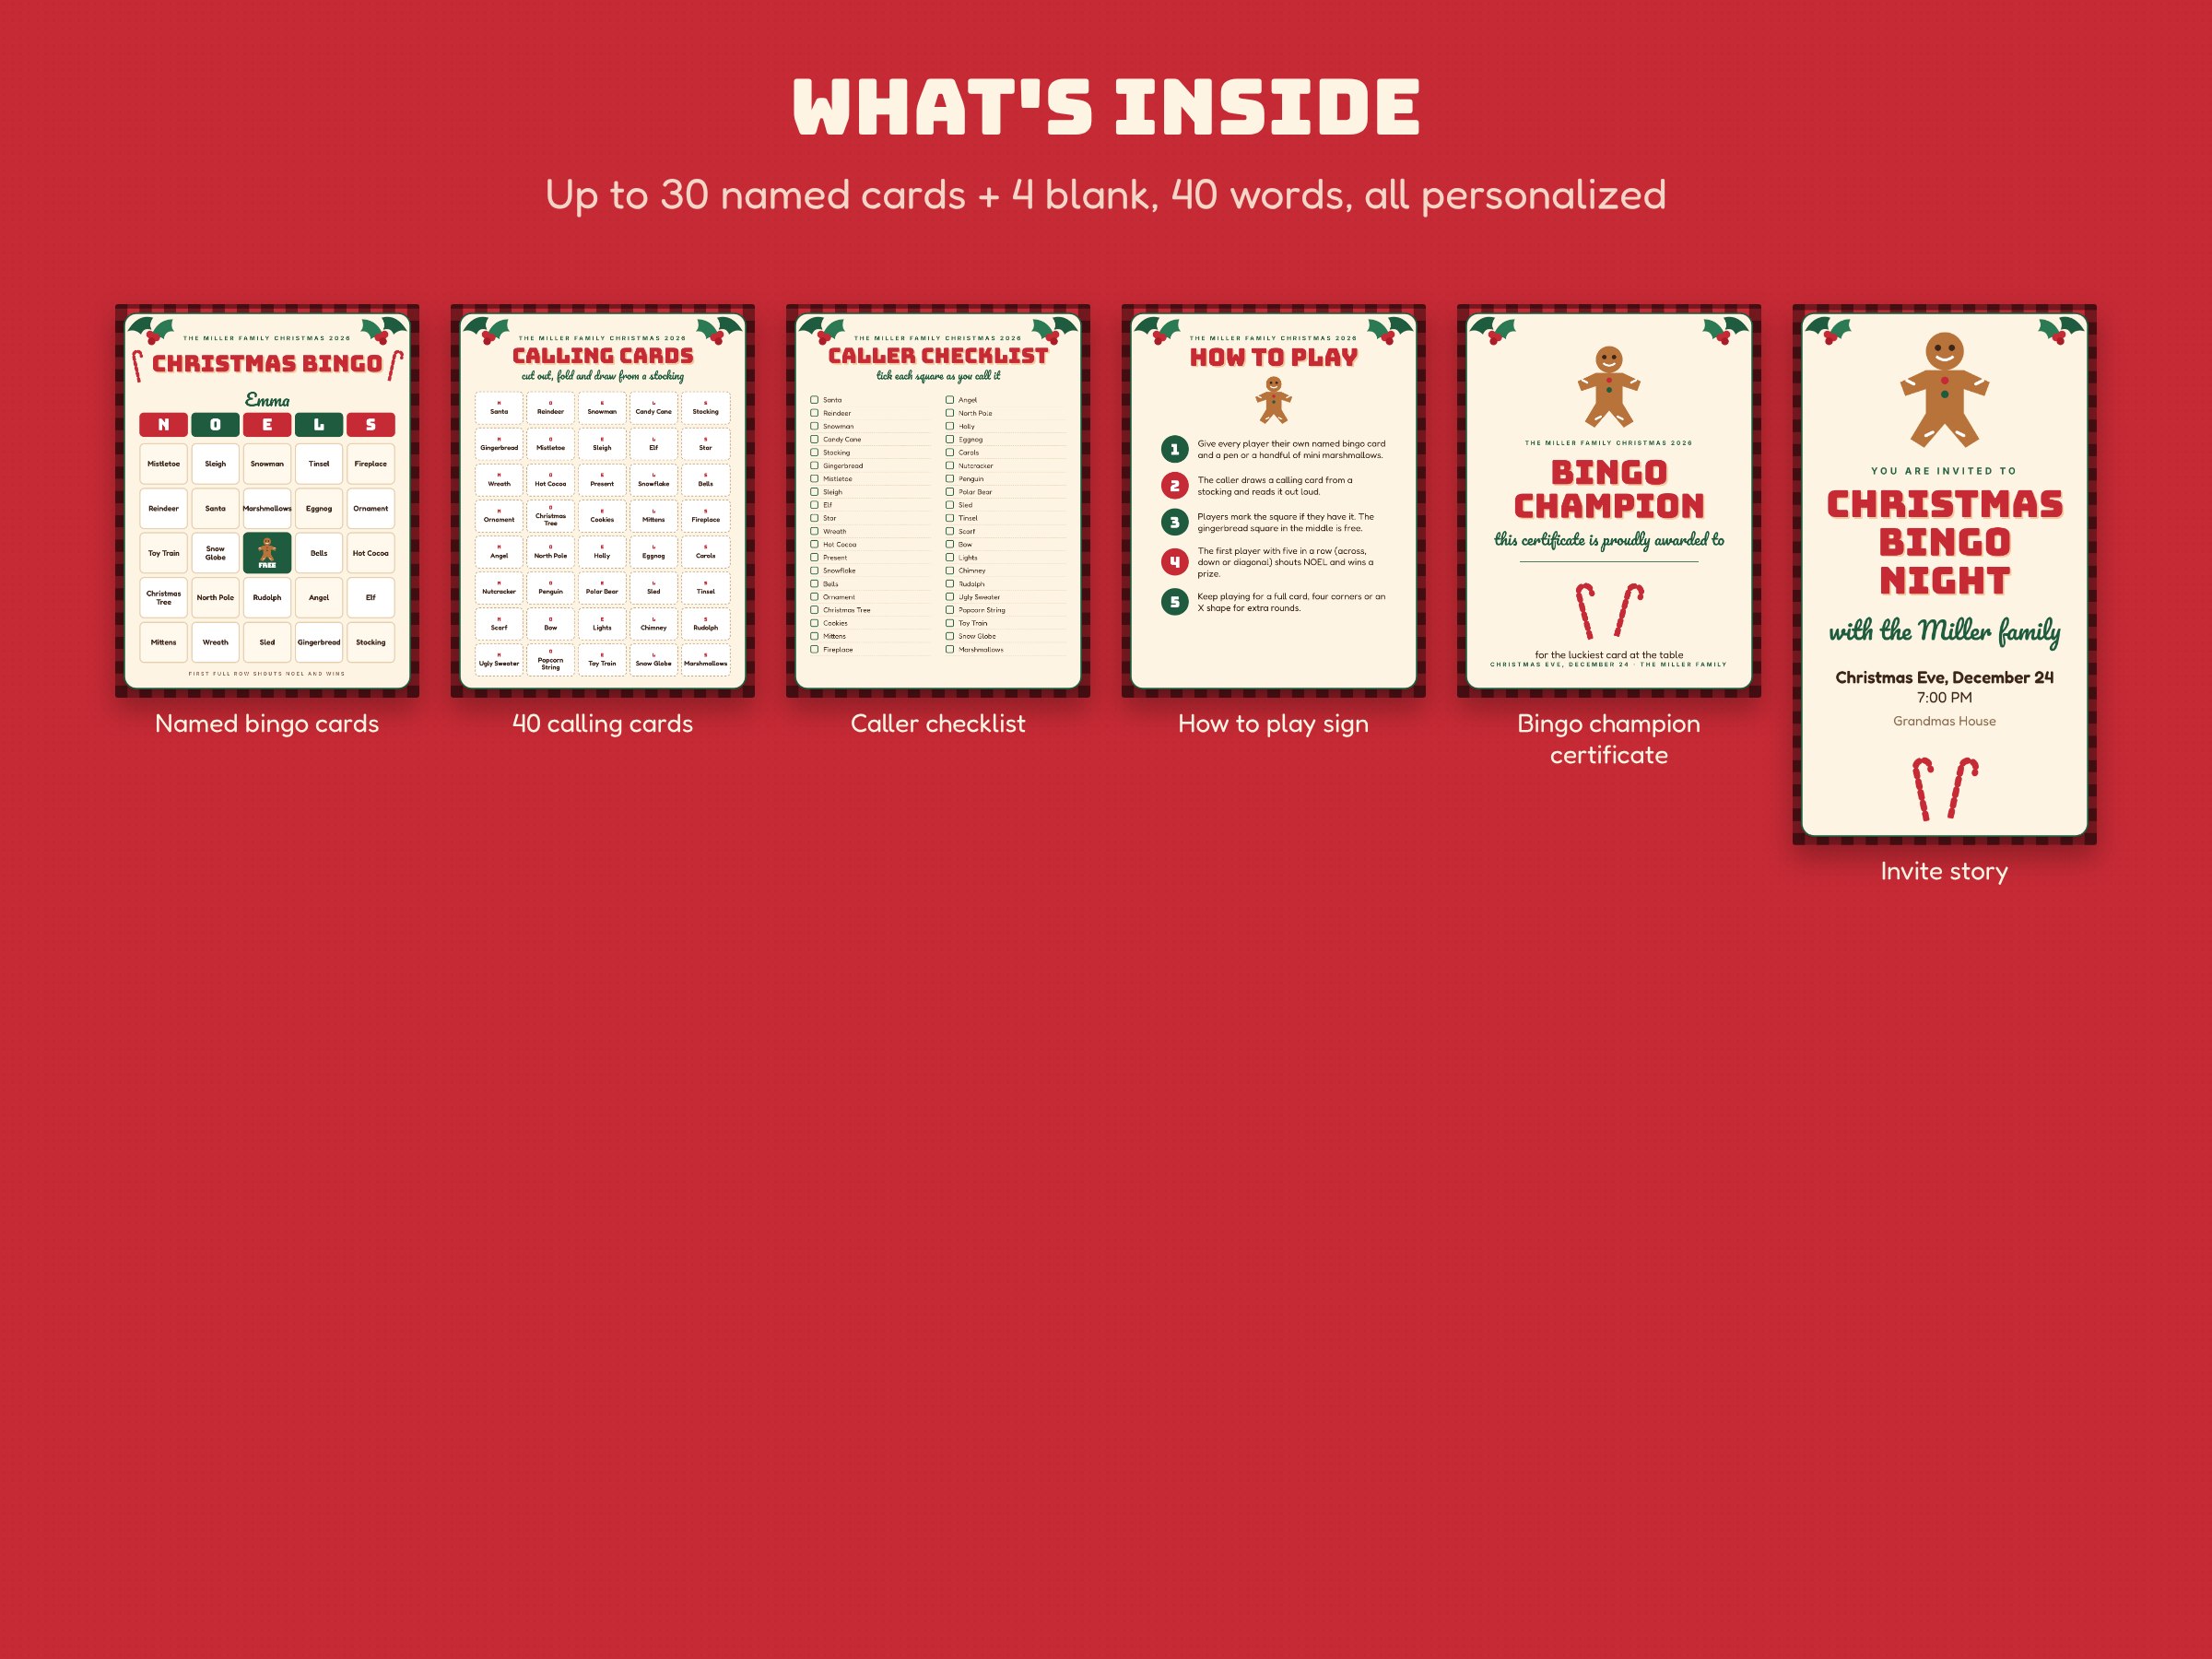 WHAT'S INSIDE
Up to 30 named cards + 4 blank, 40 words, all personalized
THE MILLER FAMILY CHRISTMAS 2026
CHRISTMAS BINGO
Emma
N O E L S
Mistletoe Sleigh Snowman Tinsel Fireplace
Reindeer Santa Marshmallows Eggnog Ornament
Toy Train Snow Globe FREE Bells Hot Cocoa
Christmas Tree North Pole Rudolph Angel Elf
Mittens Wreath Sled Gingerbread Stocking
FIRST FULL ROW SHOUTS NOEL AND WINS
Named bingo cards
THE MILLER FAMILY CHRISTMAS 2026
CALLING CARDS
cut out, fold and draw from a stocking
N O E L S
Santa Reindeer Snowman Candy Cane Stocking
N O E L S
Gingerbread Mistletoe Sleigh Elf Star
N O E L S
Wreath Hot Cocoa Present Snowflake Bells
N O E L S
Ornament Christmas Tree Cookies Mittens Fireplace
N O E L S
Angel North Pole Holly Eggnog Carols
N O E L S
Nutcracker Penguin Polar Bear Sled Tinsel
N O E L S
Scarf Bow Lights Chimney Rudolph
N O E L S
Ugly Sweater Popcorn String Toy Train Snow Globe Marshmallows
40 calling cards
THE MILLER FAMILY CHRISTMAS 2026
CALLER CHECKLIST
tick each square as you call it
Santa
Reindeer
Snowman
Candy Cane
Stocking
Gingerbread
Mistletoe
Sleigh
Elf
Star
Wreath
Hot Cocoa
Present
Snowflake
Bells
Ornament
Christmas Tree
Cookies
Mittens
Fireplace
Angel
North Pole
Holly
Eggnog
Carols
Nutcracker
Penguin
Polar Bear
Sled
Tinsel
Scarf
Bow
Lights
Chimney
Rudolph
Ugly Sweater
Popcorn String
Toy Train
Snow Globe
Marshmallows
Caller checklist
THE MILLER FAMILY CHRISTMAS 2026
HOW TO PLAY
1 Give every player their own named bingo card
and a pen or a handful of mini marshmallows.
2 The caller draws a calling card from a
stocking and reads it out loud.
3 Players mark the square if they have it. The
gingerbread square in the middle is free.
4 The first player with five in a row (across,
down or diagonal) shouts NOEL and wins a
prize.
5 Keep playing for a full card, four corners or an
X shape for extra rounds.
How to play sign
THE MILLER FAMILY CHRISTMAS 2026
BINGO
CHAMPION
this certificate is proudly awarded to
for the luckiest card at the table
CHRISTMAS EVE, DECEMBER 24 · THE MILLER FAMILY
Bingo champion
certificate
YOU ARE INVITED TO
CHRISTMAS
BINGO
NIGHT
with the Miller family
Christmas Eve, December 24
7:00 PM
Grandmas House
Invite story